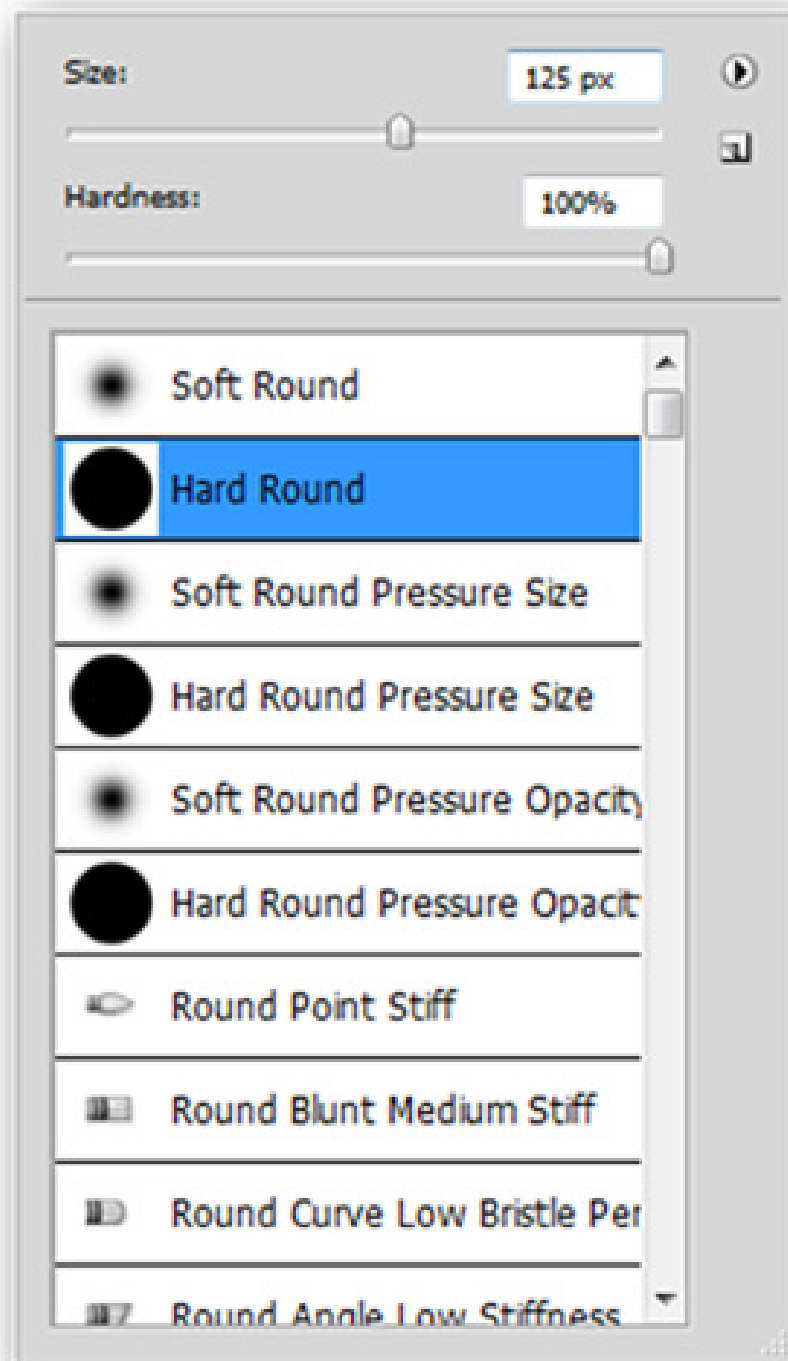 Size:
125 px
Hardness:
100%
Soft Round
Hard Round
Soft Round Pressure Size
Hard Round Pressure Size
Soft Round Pressure Opacity
Hard Round Pressure Opacit
Round Point Stiff
Round Blunt Medium Stiff
Round Curve Low Bristle Per
Round Angle Low Stiffness